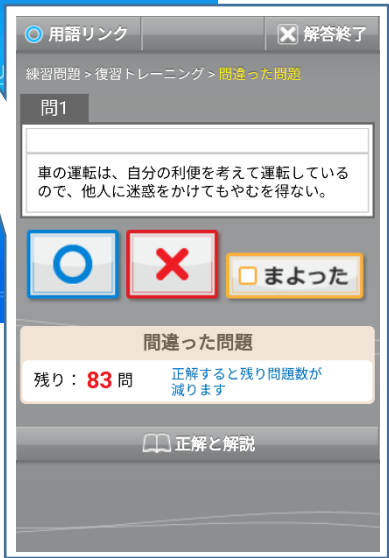 用語リンク
解答終了
練習問題 > 復習トレーニング > 間違った問題
問1
車の運転は、自分の利便を考えて運転している
ので、他人に迷惑をかけてもやむを得ない。
まよった
間違った問題
残り： 83 問
正解すると残り問題数が
減ります
正解と解説